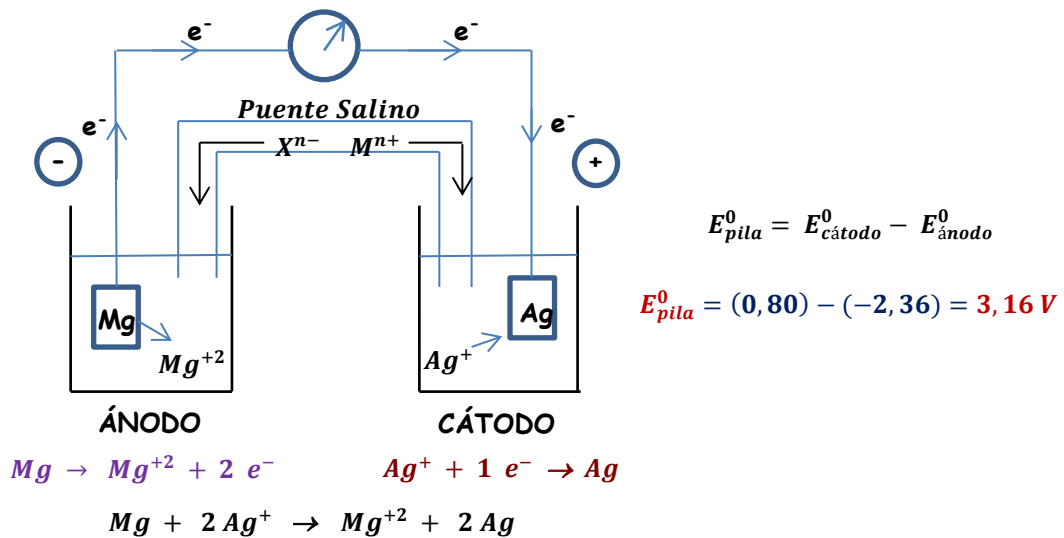 e⁻ e⁻
Puente Salino
e⁻ e⁻
- Xⁿ⁻ Mⁿ⁺ +
E⁰pila = E⁰cátodo − E⁰ánodo
Mg Ag
E⁰pila = (0,80) − (−2,36) = 3,16 V
Mg⁺² Ag⁺
ÁNODO CÁTODO
Mg → Mg⁺² + 2 e⁻ Ag⁺ + 1 e⁻ → Ag
Mg + 2 Ag⁺ → Mg⁺² + 2 Ag